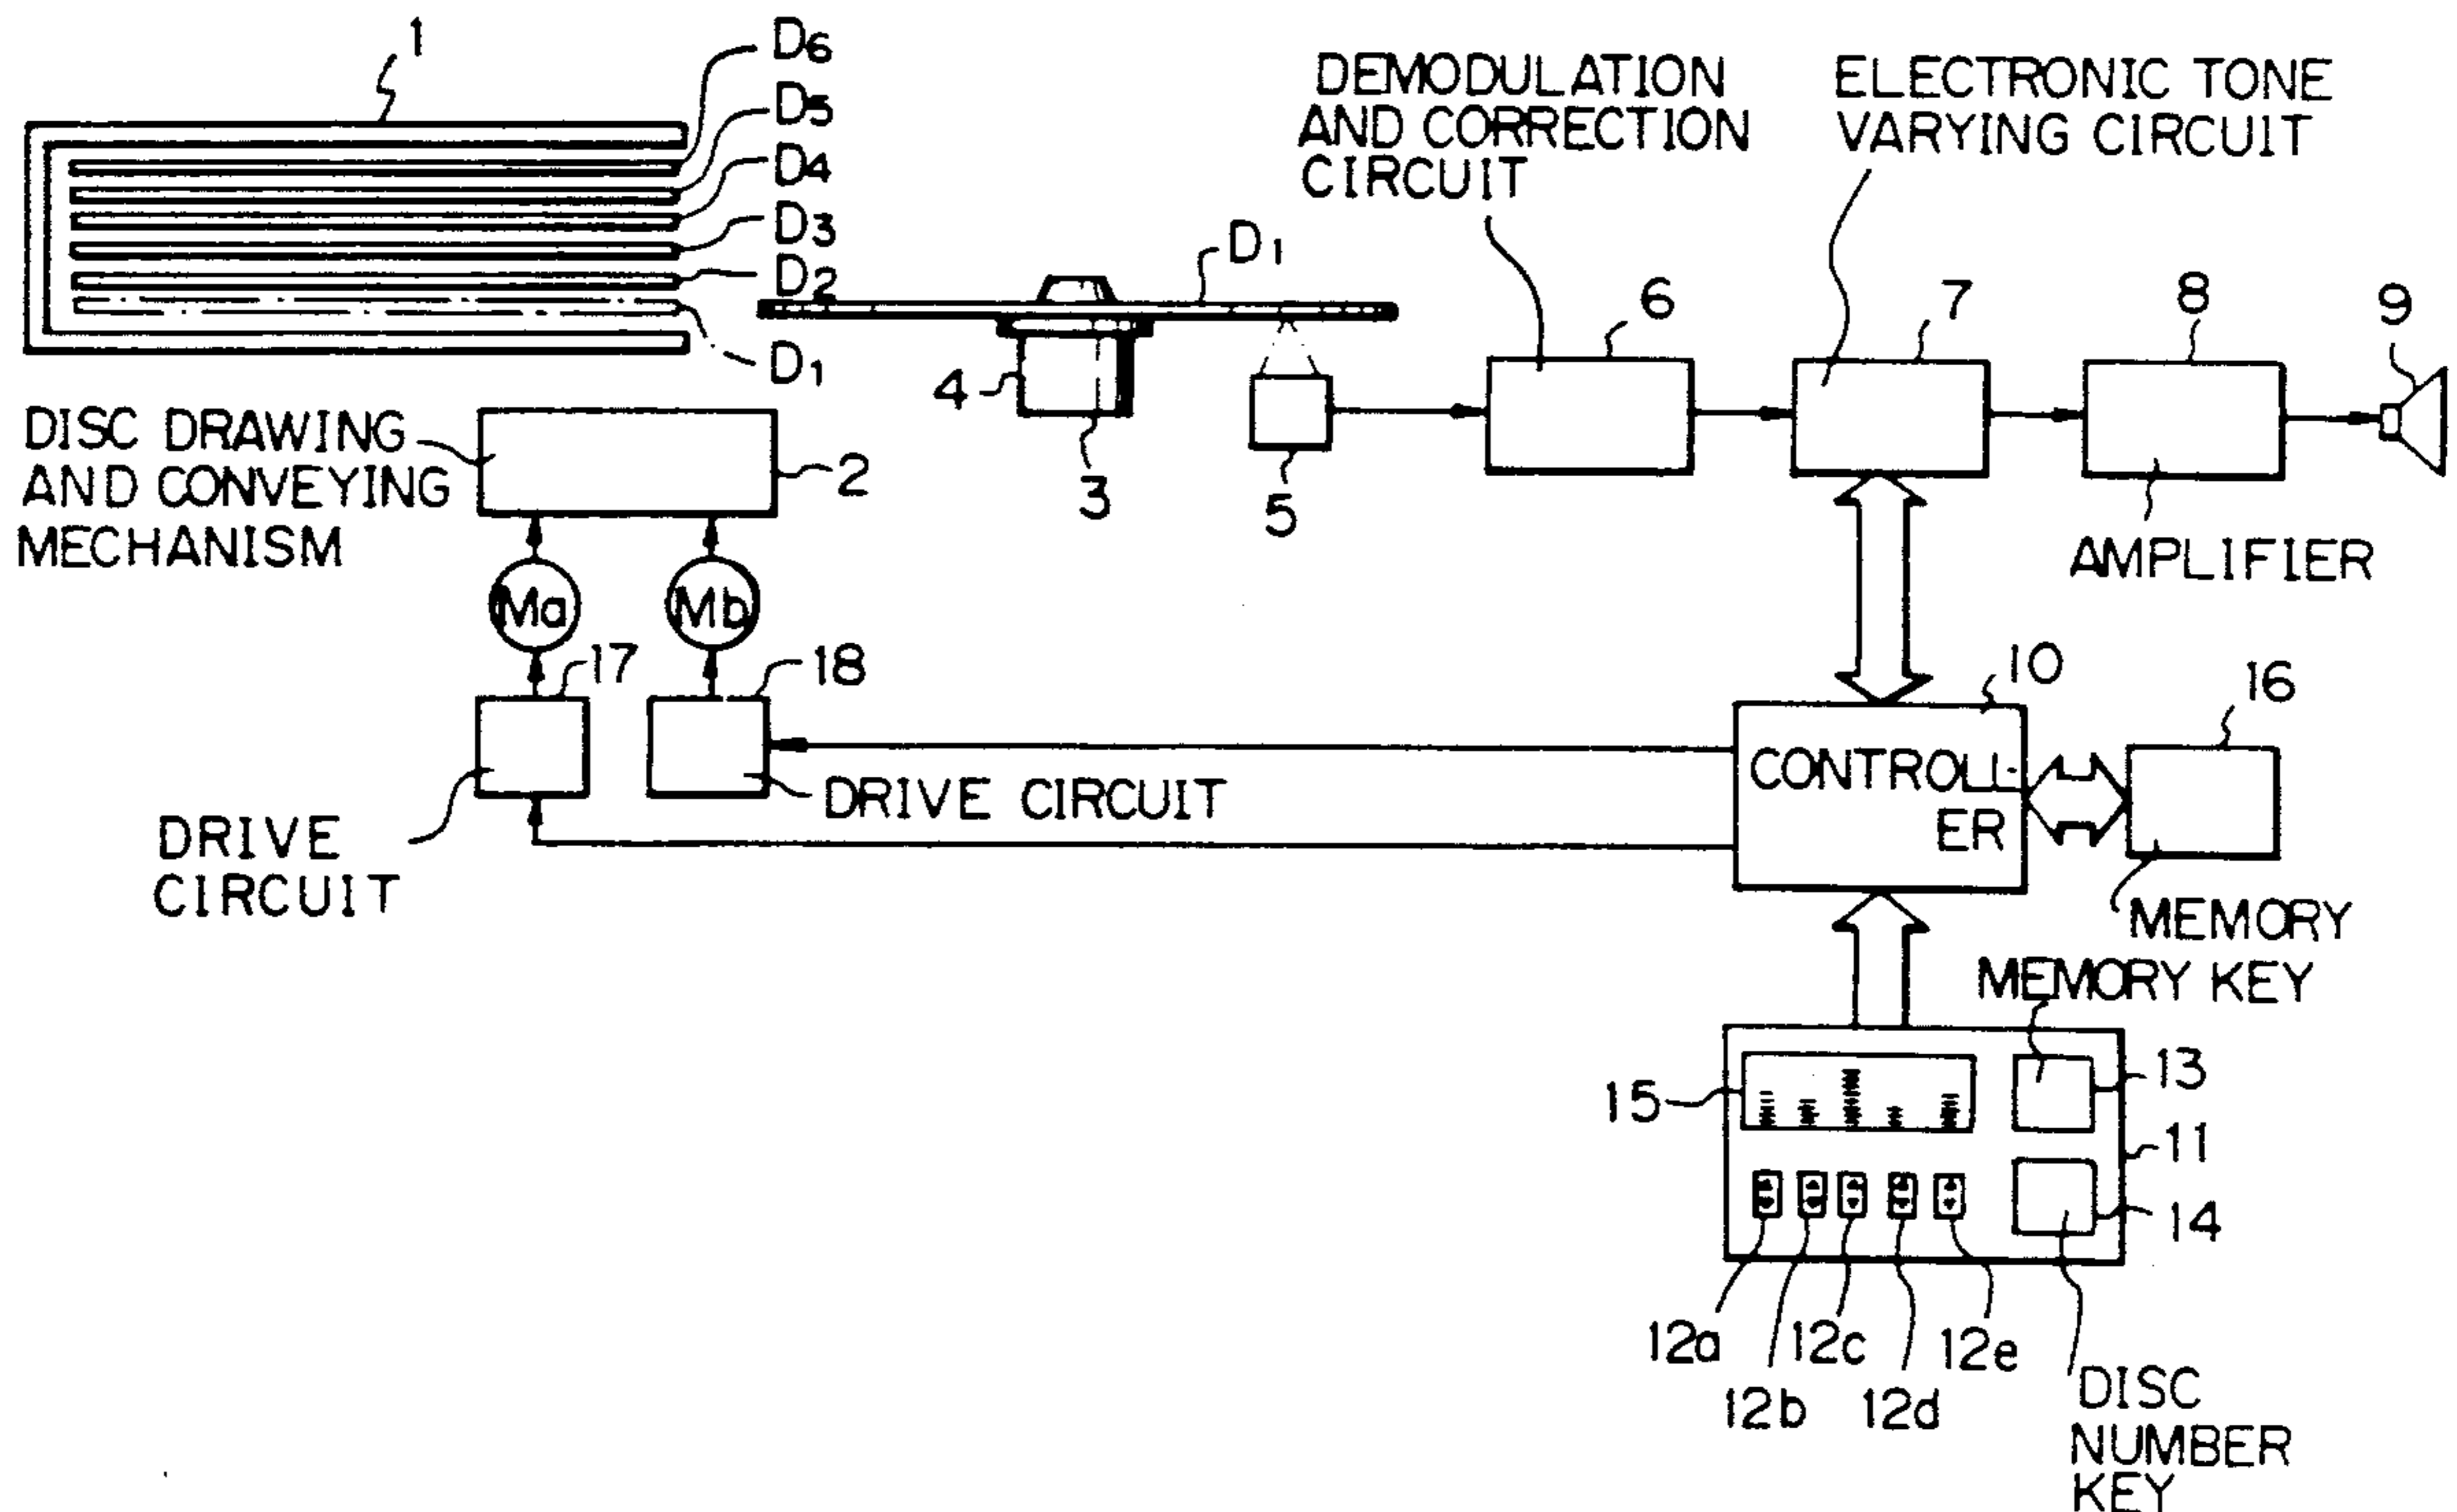 1
D6
D5
D4
D3
D2
D1
D1
DEMODULATION
AND CORRECTION
CIRCUIT
ELECTRONIC TONE
VARYING CIRCUIT
6
7
8
9
4
3
5
DISC DRAWING
AND CONVEYING
MECHANISM
2
AMPLIFIER
Ma
Mb
17
18
10
16
CONTROLL-
ER
DRIVE CIRCUIT
DRIVE
CIRCUIT
MEMORY
MEMORY KEY
15
13
11
14
12a
12c
12e
12b
12d
DISC
NUMBER
KEY